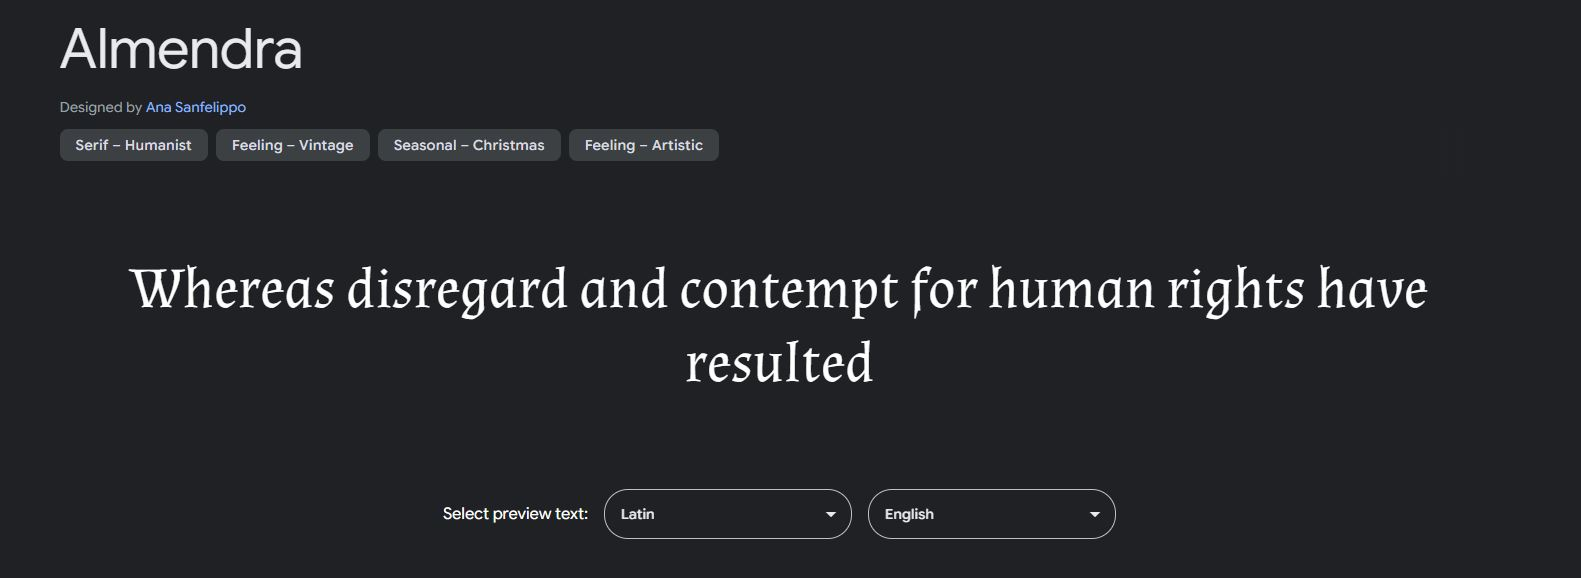 Almendra
Designed by Ana Sanfelippo
Serif – Humanist Feeling – Vintage Seasonal – Christmas Feeling – Artistic
Whereas disregard and contempt for human rights have
resulted
Select preview text: Latin English